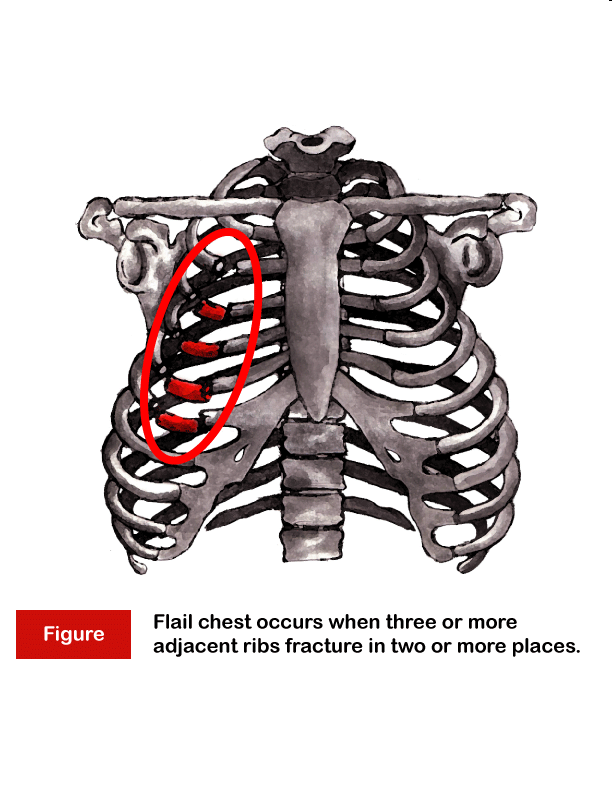 Figure
Flail chest occurs when three or more
adjacent ribs fracture in two or more places.